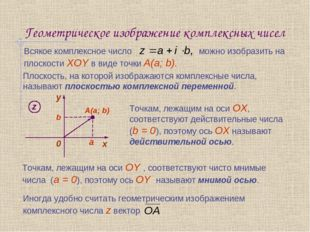 Геометрическое изображение комплексных чисел
Всякое комплексное число z = a + i · b, можно изобразить на
плоскости XOY в виде точки A(a; b).
Плоскость, на которой изображаются комплексные числа,
называют плоскостью комплексной переменной.
y
z
A(a; b)
b
0
a
x
Точкам, лежащим на оси OX,
соответствуют действительные числа
(b = 0), поэтому ось OX называют
действительной осью.
Точкам, лежащим на оси OY , соответствуют чисто мнимые
числа (a = 0), поэтому ось OY называют мнимой осью.
Иногда удобно считать геометрическим изображением
комплексного числа z вектор OA